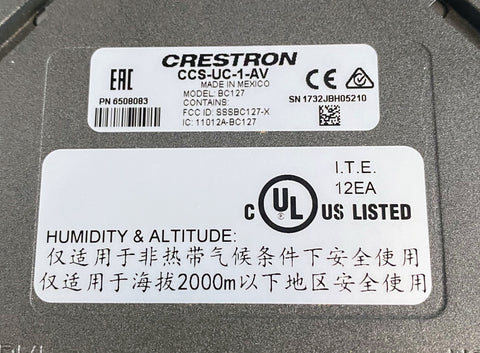 CRESTRON
CCS-UC-1-AV
MADE IN MEXICO
MODEL: BC127
CONTAINS:
FCC ID: SSSBC127-X
IC: 11012A-BC127
EAC
PN 6508083
CE
SN 1732JBH05210
I.T.E.
12EA
C UL US LISTED
HUMIDITY & ALTITUDE:
仅适用于非热带气候条件下安全使用
仅适用于海拔2000m以下地区安全使用